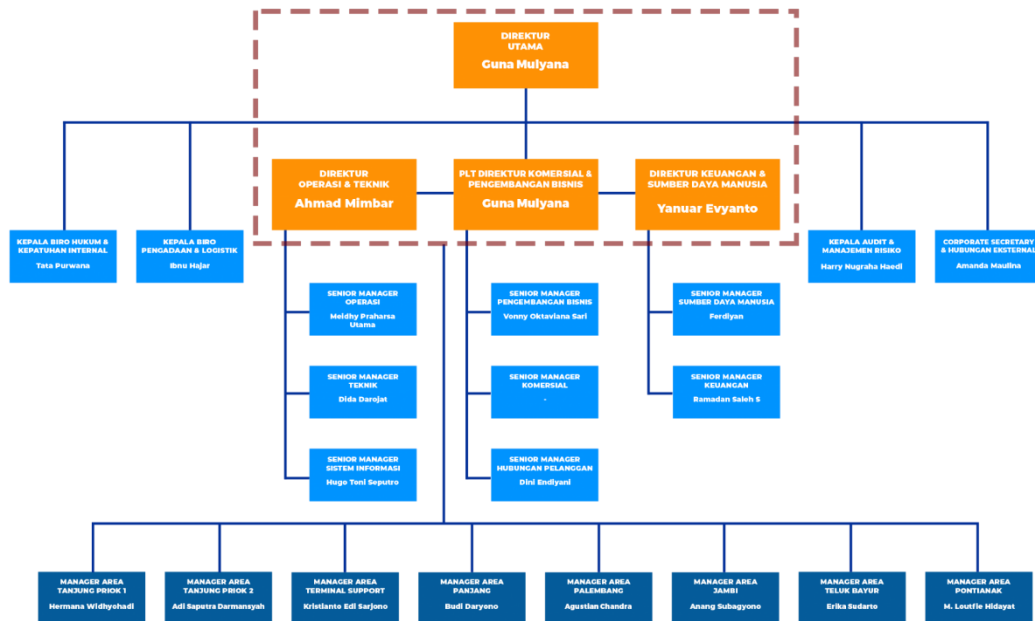 DIREKTUR
UTAMA
Guna Mulyana
DIREKTUR
OPERASI & TEKNIK
Ahmad Mimbar
PLT DIREKTUR KOMERSIAL &
PENGEMBANGAN BISNIS
Guna Mulyana
DIREKTUR KEUANGAN &
SUMBER DAYA MANUSIA
Yanuar Evyanto
KEPALA BIRO HUKUM &
KEPATUHAN INTERNAL
Tata Purwana
KEPALA BIRO
PENGADAAN & LOGISTIK
Ibnu Hajar
KEPALA AUDIT &
MANAJEMEN RISIKO
Harry Nugraha Haedi
CORPORATE SECRETARY
& HUBUNGAN EKSTERNAL
Amanda Maulina
SENIOR MANAGER
OPERASI
Meidhy Praharsa
Utama
SENIOR MANAGER
PENGEMBANGAN BISNIS
Vonny Oktaviana Sari
SENIOR MANAGER
SUMBER DAYA MANUSIA
Ferdiyan
SENIOR MANAGER
TEKNIK
Dida Darojat
SENIOR MANAGER
KOMERSIAL
-
SENIOR MANAGER
KEUANGAN
Ramadan Saleh S
SENIOR MANAGER
SISTEM INFORMASI
Hugo Toni Seputro
SENIOR MANAGER
HUBUNGAN PELANGGAN
Dini Endiyani
MANAGER AREA
TANJUNG PRIOK 1
Hermana Widhyohadi
MANAGER AREA
TANJUNG PRIOK 2
Adi Saputra Darmansyah
MANAGER AREA
TERMINAL SUPPORT
Kristianto Edi Sarjono
MANAGER AREA
PANJANG
Budi Daryono
MANAGER AREA
PALEMBANG
Agustian Chandra
MANAGER AREA
JAMBI
Anang Subagyono
MANAGER AREA
TELUK BAYUR
Erika Sudarto
MANAGER AREA
PONTIANAK
M. Loutfie Hidayat